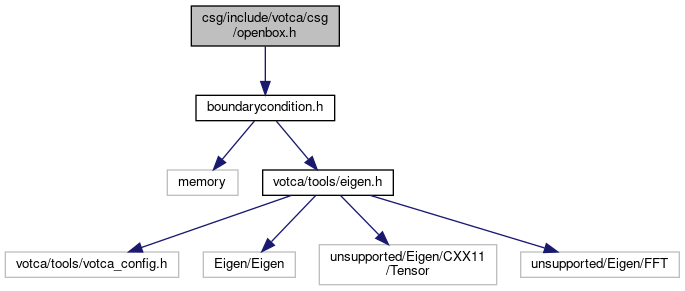 csg/include/votca/csg
/openbox.h
boundarycondition.h
memory
votca/tools/eigen.h
votca/tools/votca_config.h
Eigen/Eigen
unsupported/Eigen/CXX11
/Tensor
unsupported/Eigen/FFT